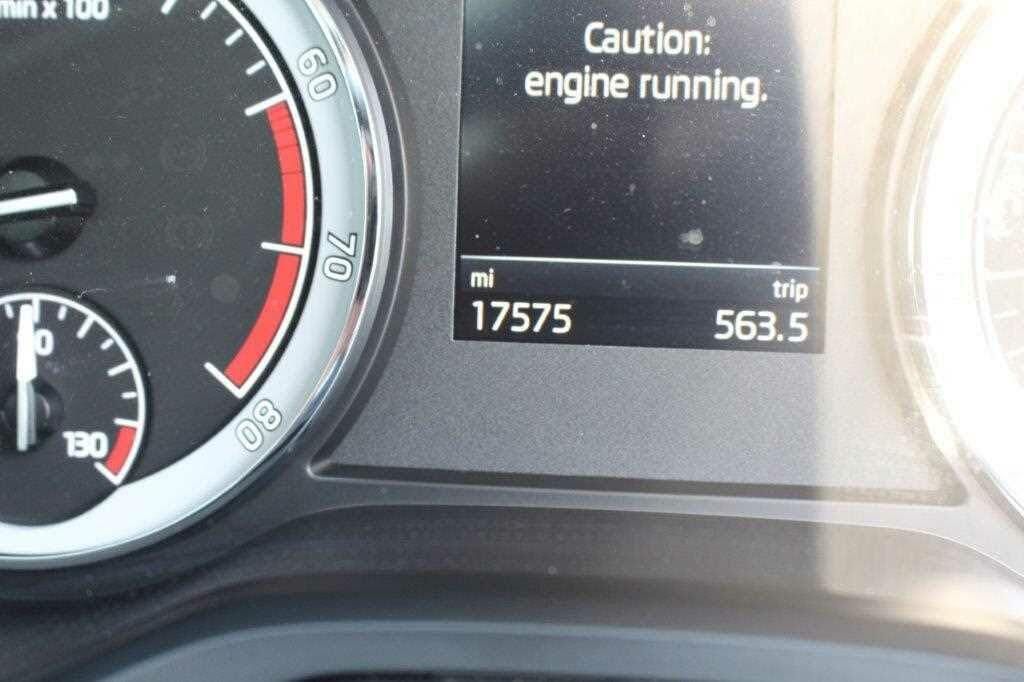 min x 100
60
70
80
130
Caution:
engine running.
mi
trip
17575
563.5